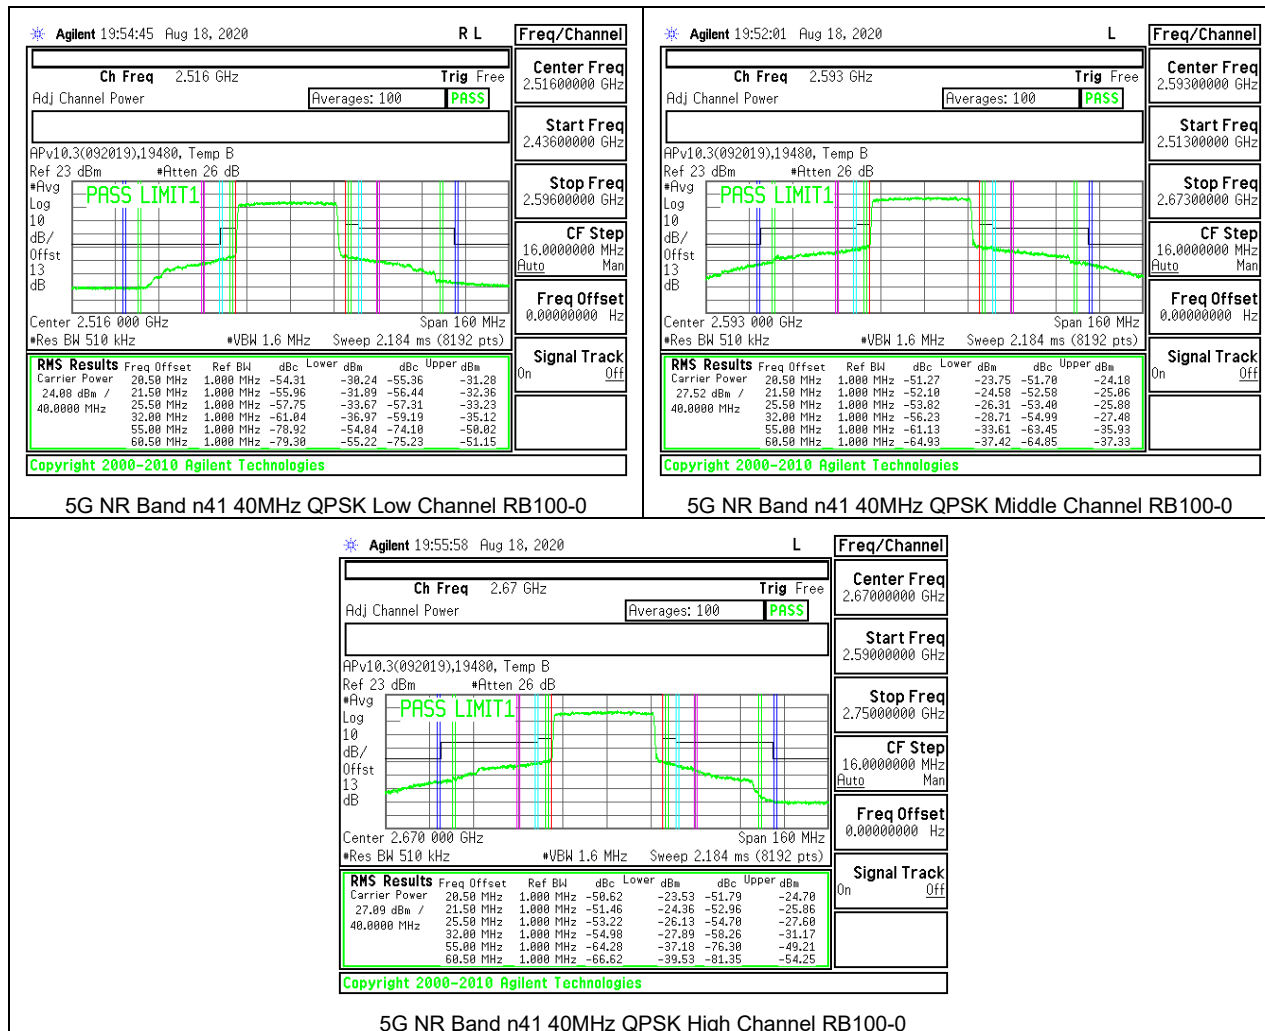 Agilent 19:54:45 Aug 18, 2020 R L Freq/Channel
Ch Freq 2.516 GHz Trig Free
Adj Channel Power Averages: 100 PASS
Center Freq
2.51600000 GHz
Start Freq
2.43600000 GHz
Stop Freq
2.59600000 GHz
CF Step
16.0000000 MHz
Auto Man
Freq Offset
0.00000000 Hz
Signal Track
On Off
APv10.3(092019),19480, Temp B
Ref 23 dBm #Atten 26 dB
#Avg
Log
10
dB/
Offst
13
dB
PASS LIMIT1
Center 2.516 000 GHz Span 160 MHz
#Res BW 510 kHz #VBW 1.6 MHz Sweep 2.184 ms (8192 pts)
RMS Results Freq Offset Ref BW dBc Lower dBm dBc Upper dBm
Carrier Power 20.50 MHz 1.000 MHz -54.31 -30.24 -55.36 -31.28
24.08 dBm / 21.50 MHz 1.000 MHz -55.96 -31.89 -56.44 -32.36
40.0000 MHz 25.50 MHz 1.000 MHz -57.75 -33.67 -57.31 -33.23
32.00 MHz 1.000 MHz -61.04 -36.97 -59.19 -35.12
55.00 MHz 1.000 MHz -78.92 -54.84 -74.10 -50.02
60.50 MHz 1.000 MHz -79.30 -55.22 -75.23 -51.15
Copyright 2000-2010 Agilent Technologies
5G NR Band n41 40MHz QPSK Low Channel RB100-0
Agilent 19:52:01 Aug 18, 2020 L Freq/Channel
Ch Freq 2.593 GHz Trig Free
Adj Channel Power Averages: 100 PASS
Center Freq
2.59300000 GHz
Start Freq
2.51300000 GHz
Stop Freq
2.67300000 GHz
CF Step
16.0000000 MHz
Auto Man
Freq Offset
0.00000000 Hz
Signal Track
On Off
APv10.3(092019),19480, Temp B
Ref 23 dBm #Atten 26 dB
#Avg
Log
10
dB/
Offst
13
dB
PASS LIMIT1
Center 2.593 000 GHz Span 160 MHz
#Res BW 510 kHz #VBW 1.6 MHz Sweep 2.184 ms (8192 pts)
RMS Results Freq Offset Ref BW dBc Lower dBm dBc Upper dBm
Carrier Power 20.50 MHz 1.000 MHz -51.27 -23.75 -51.70 -24.18
27.52 dBm / 21.50 MHz 1.000 MHz -52.10 -24.58 -52.58 -25.06
40.0000 MHz 25.50 MHz 1.000 MHz -53.82 -26.31 -53.40 -25.88
32.00 MHz 1.000 MHz -56.23 -28.71 -54.99 -27.48
55.00 MHz 1.000 MHz -61.13 -33.61 -63.45 -35.93
60.50 MHz 1.000 MHz -64.93 -37.42 -64.85 -37.33
Copyright 2000-2010 Agilent Technologies
5G NR Band n41 40MHz QPSK Middle Channel RB100-0
Agilent 19:55:58 Aug 18, 2020 L Freq/Channel
Ch Freq 2.67 GHz Trig Free
Adj Channel Power Averages: 100 PASS
Center Freq
2.67000000 GHz
Start Freq
2.59000000 GHz
Stop Freq
2.75000000 GHz
CF Step
16.0000000 MHz
Auto Man
Freq Offset
0.00000000 Hz
Signal Track
On Off
APv10.3(092019),19480, Temp B
Ref 23 dBm #Atten 26 dB
#Avg
Log
10
dB/
Offst
13
dB
PASS LIMIT1
Center 2.670 000 GHz Span 160 MHz
#Res BW 510 kHz #VBW 1.6 MHz Sweep 2.184 ms (8192 pts)
RMS Results Freq Offset Ref BW dBc Lower dBm dBc Upper dBm
Carrier Power 20.50 MHz 1.000 MHz -50.62 -23.53 -51.79 -24.70
27.09 dBm / 21.50 MHz 1.000 MHz -51.46 -24.36 -52.96 -25.86
40.0000 MHz 25.50 MHz 1.000 MHz -53.22 -26.13 -54.70 -27.60
32.00 MHz 1.000 MHz -54.98 -27.89 -58.26 -31.17
55.00 MHz 1.000 MHz -64.28 -37.18 -76.30 -49.21
60.50 MHz 1.000 MHz -66.62 -39.53 -81.35 -54.25
Copyright 2000-2010 Agilent Technologies
5G NR Band n41 40MHz QPSK High Channel RB100-0